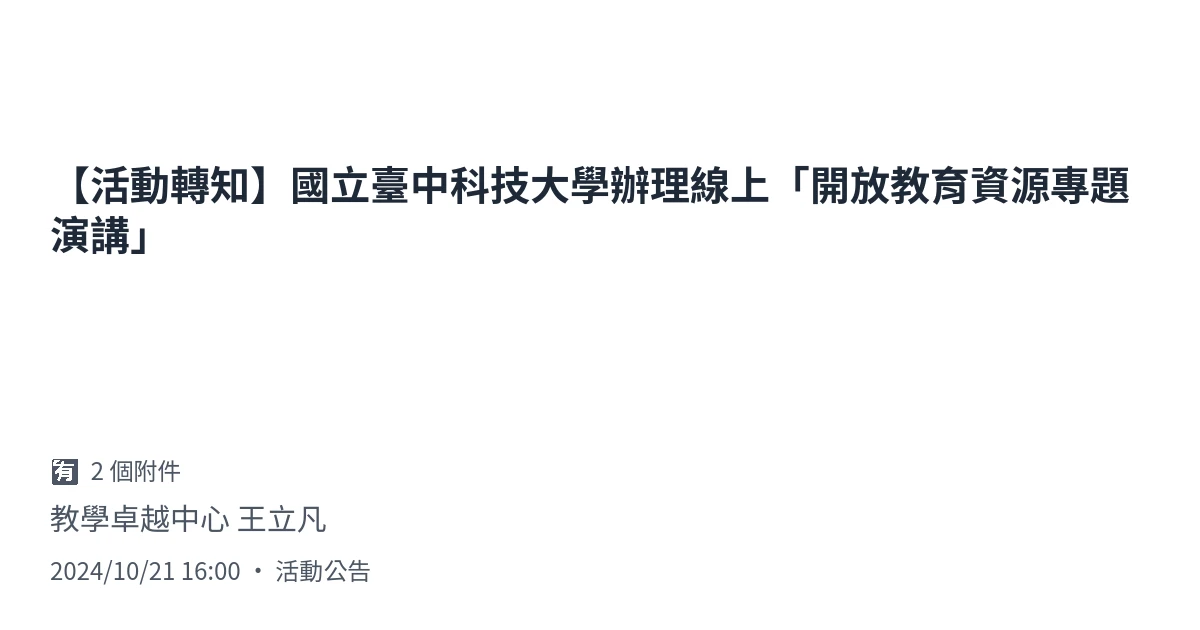 【活動轉知】國立臺中科技大學辦理線上「開放教育資源專題
演講」
有 2 個附件
教學卓越中心 王立凡
2024/10/21 16:00 • 活動公告